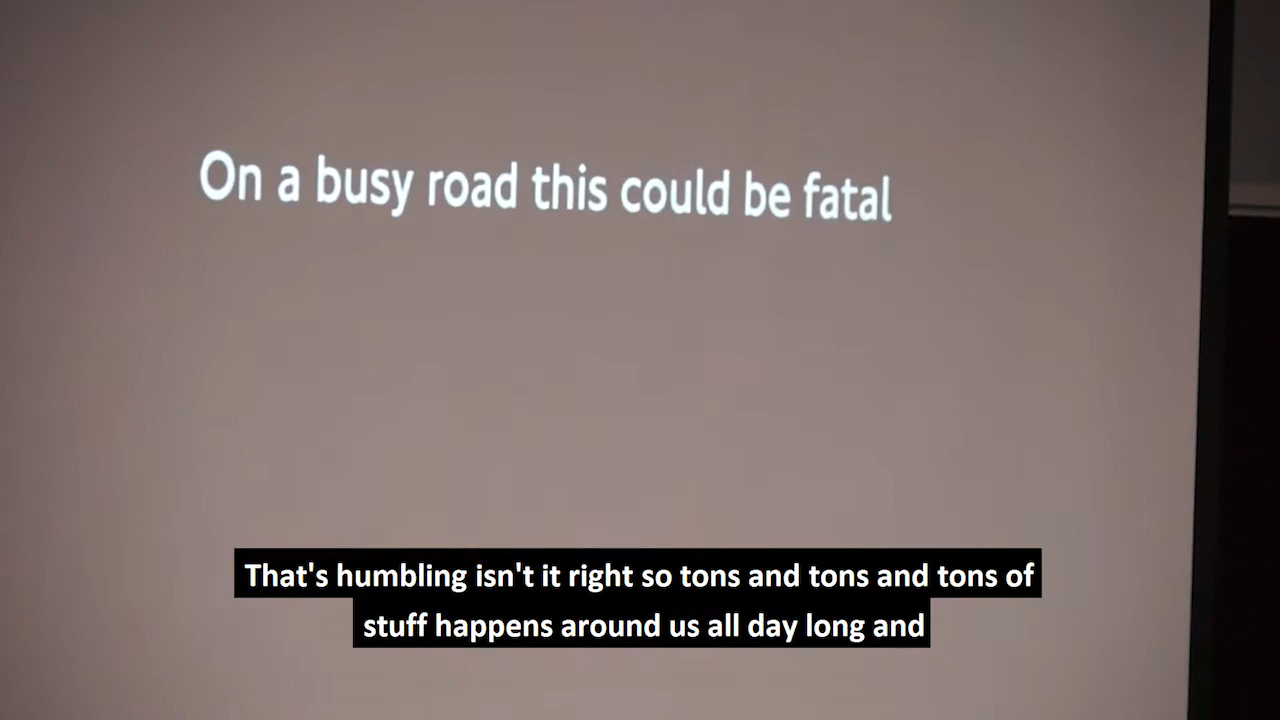 On a busy road this could be fatal
That's humbling isn't it right so tons and tons and tons of
stuff happens around us all day long and